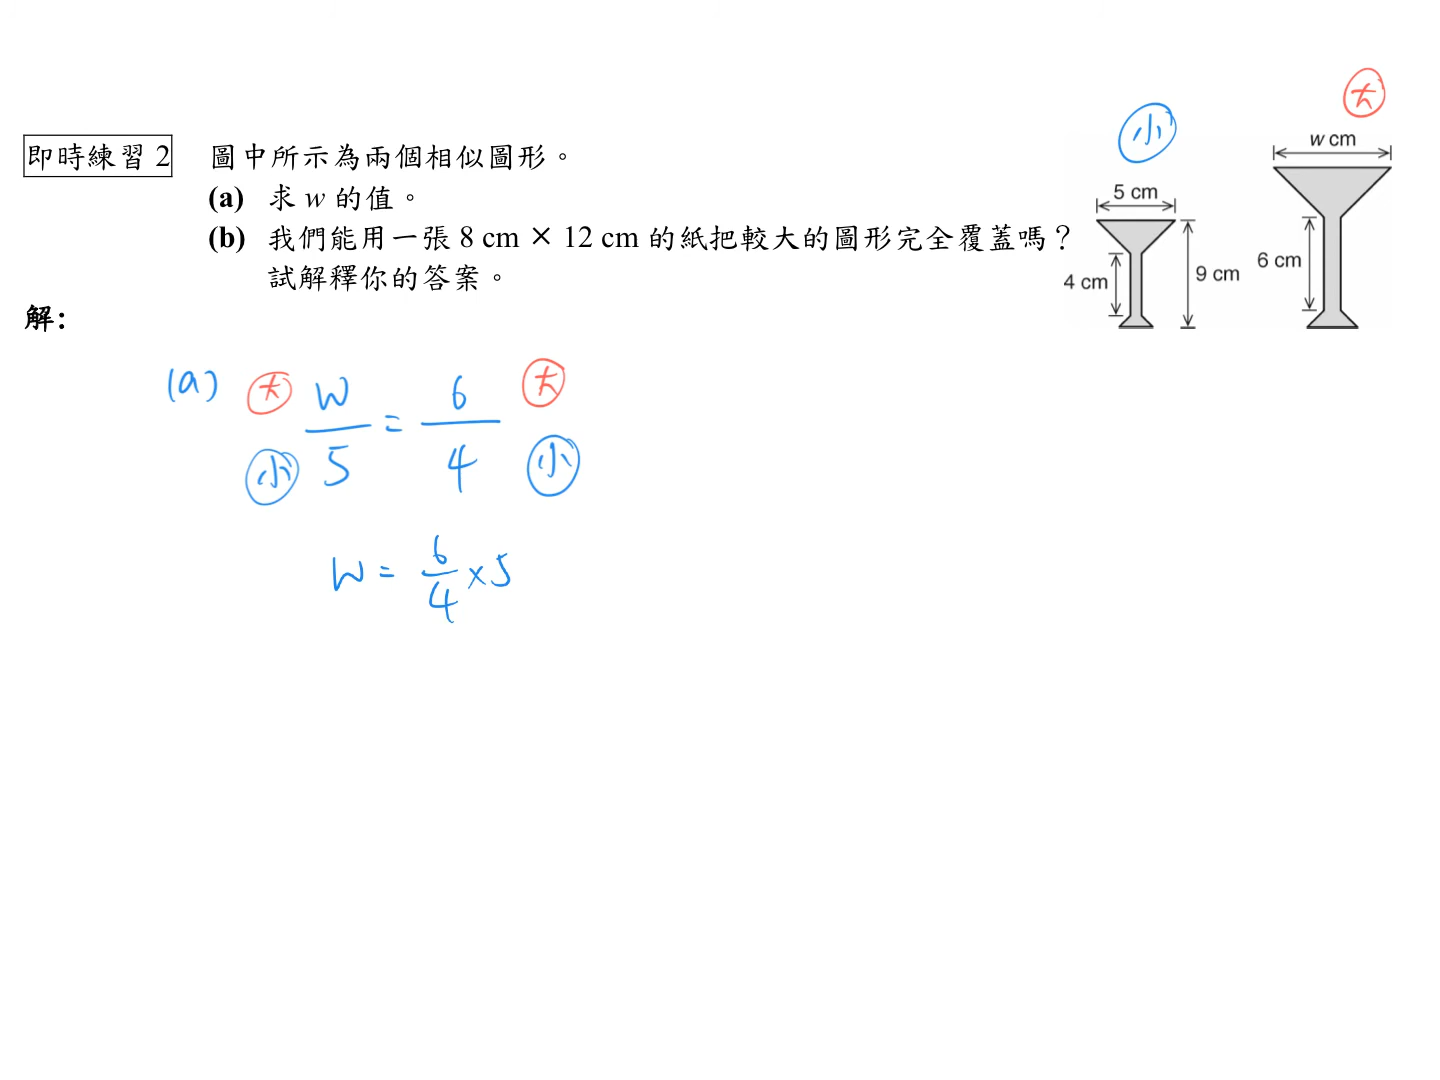 小
大
即時練習 2 圖中所示為兩個相似圖形。
(a) 求 w 的值。
(b) 我們能用一張 8 cm × 12 cm 的紙把較大的圖形完全覆蓋嗎？
試解釋你的答案。
解：
w cm
5 cm
6 cm
4 cm
9 cm
(a) 大 W/5 小 = 6/4 大 小
W = 6/4 × 5